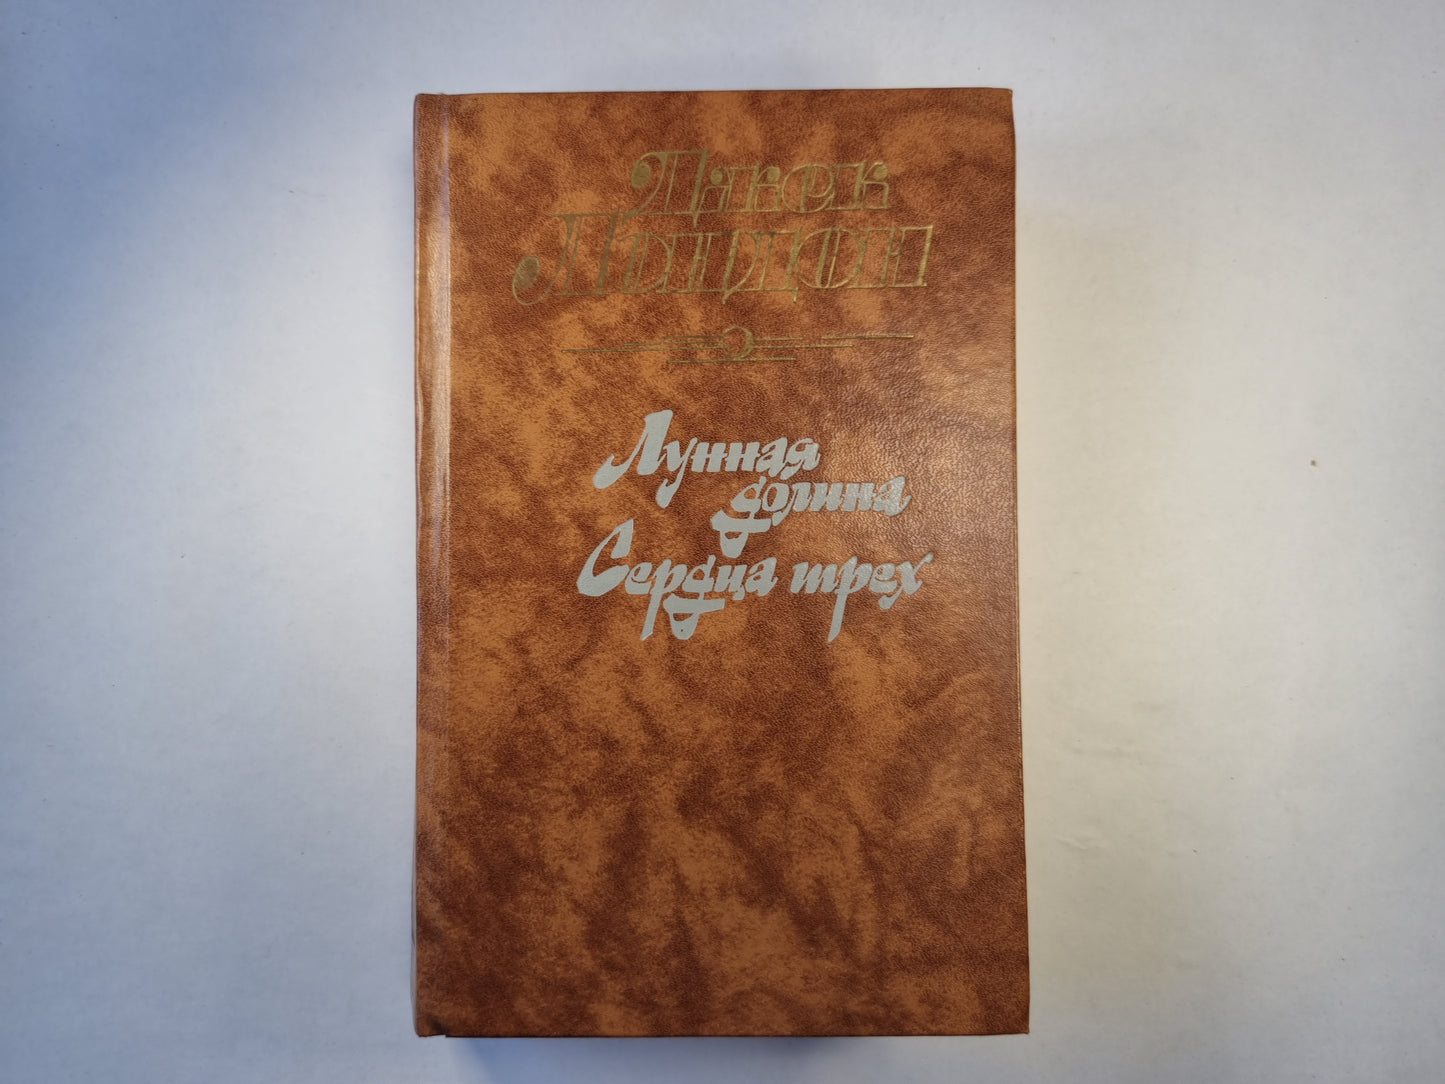 Джек
Лондон
Лунная
долина
Сердца трех